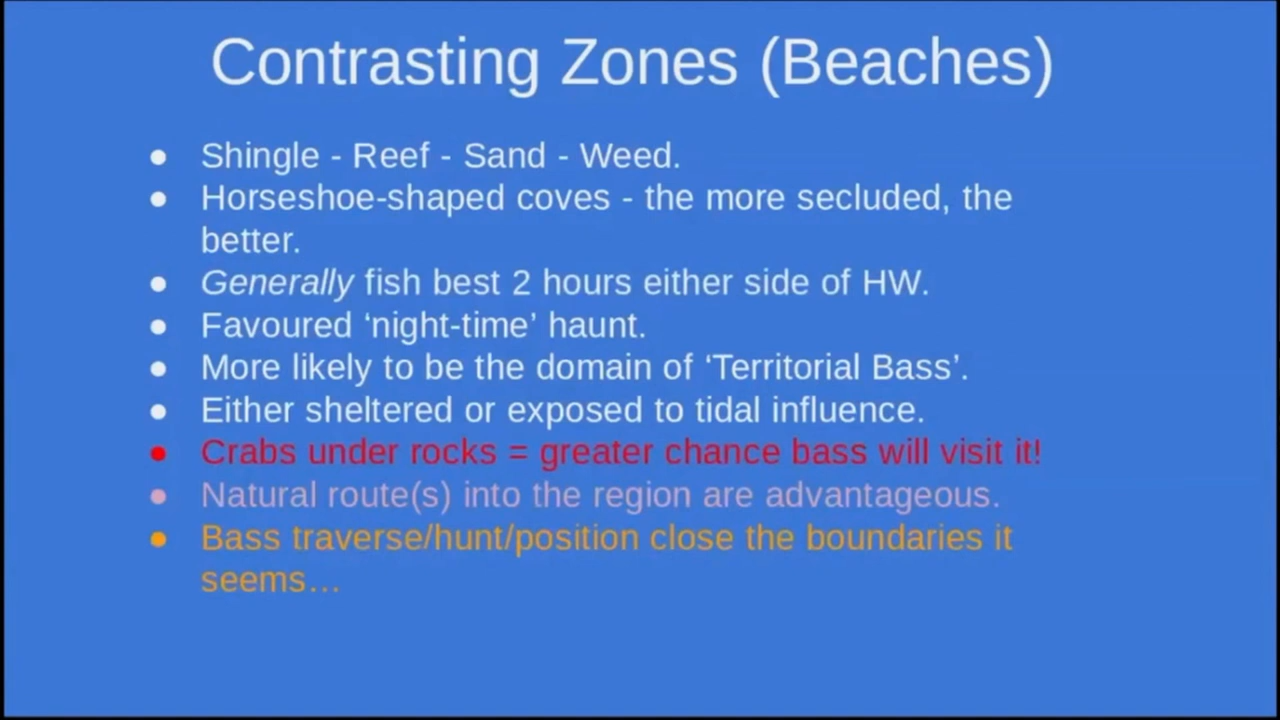 Contrasting Zones (Beaches)
● Shingle - Reef - Sand - Weed.
● Horseshoe-shaped coves - the more secluded, the
better.
● Generally fish best 2 hours either side of HW.
● Favoured ‘night-time’ haunt.
● More likely to be the domain of ‘Territorial Bass’.
● Either sheltered or exposed to tidal influence.
● Crabs under rocks = greater chance bass will visit it!
● Natural route(s) into the region are advantageous.
● Bass traverse/hunt/position close the boundaries it
seems…